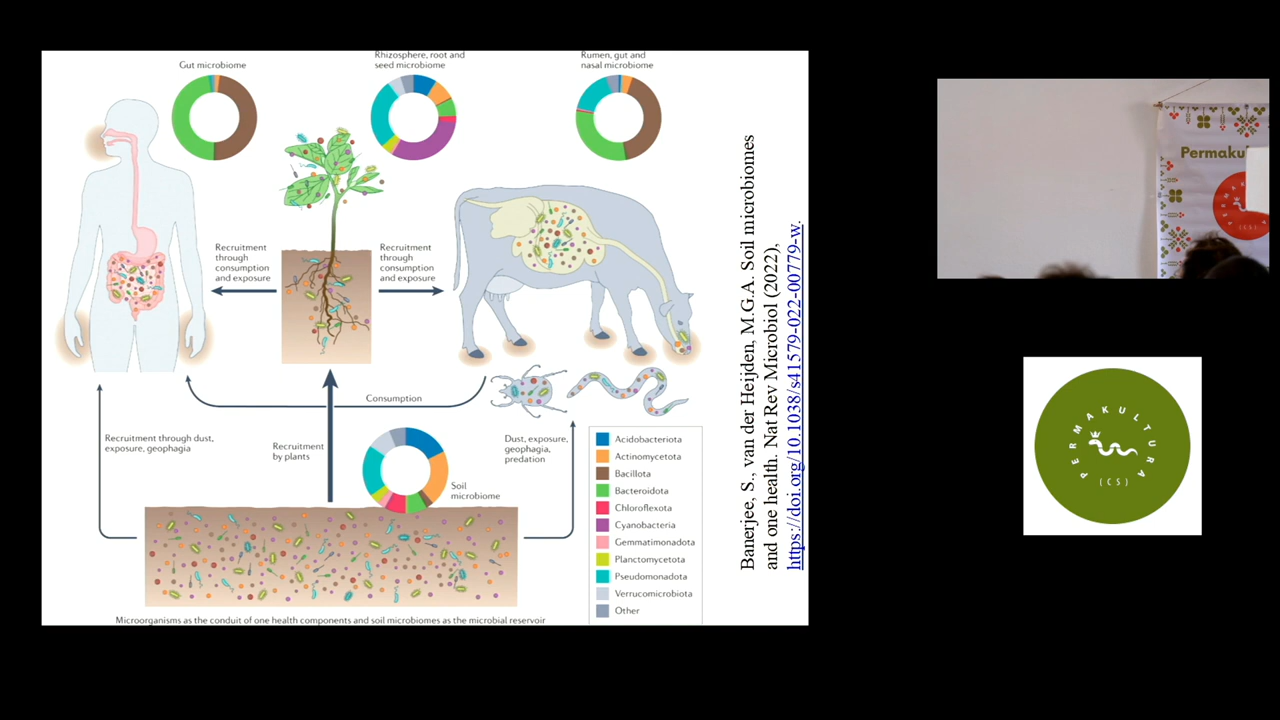 Gut microbiome
Rhizosphere, root and
seed microbiome
Rumen, gut and
nasal microbiome
Recruitment
through
consumption
and exposure
Recruitment
through
consumption
and exposure
Consumption
Recruitment through dust,
exposure, geophagia
Recruitment
by plants
Dust, exposure,
geophagia,
predation
Soil
microbiome
Acidobacteriota
Actinomycetota
Bacillota
Bacteroidota
Chloroflexota
Cyanobacteria
Gemmatimonadota
Planctomycetota
Pseudomonadota
Verrucomicrobiota
Other
Microorganisms as the conduit of one health components and soil microbiomes as the microbial reservoir
Banerjee, S., van der Heijden, M.G.A. Soil microbiomes
and one health. Nat Rev Microbiol (2022),
https://doi.org/10.1038/s41579-022-00779-w.
Permaku
(CS)
PERMAKULTURA
(CS)